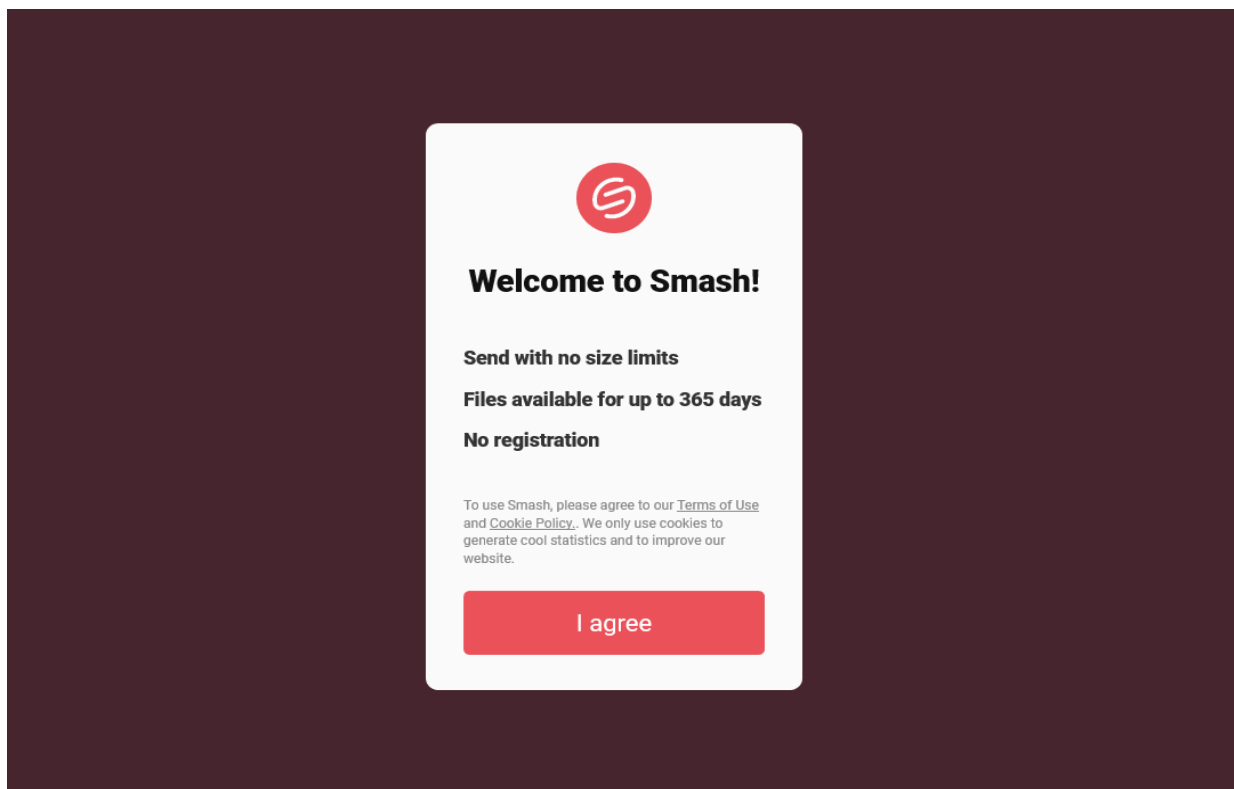 Welcome to Smash!
Send with no size limits
Files available for up to 365 days
No registration
To use Smash, please agree to our Terms of Use
and Cookie Policy.. We only use cookies to
generate cool statistics and to improve our
website.
I agree